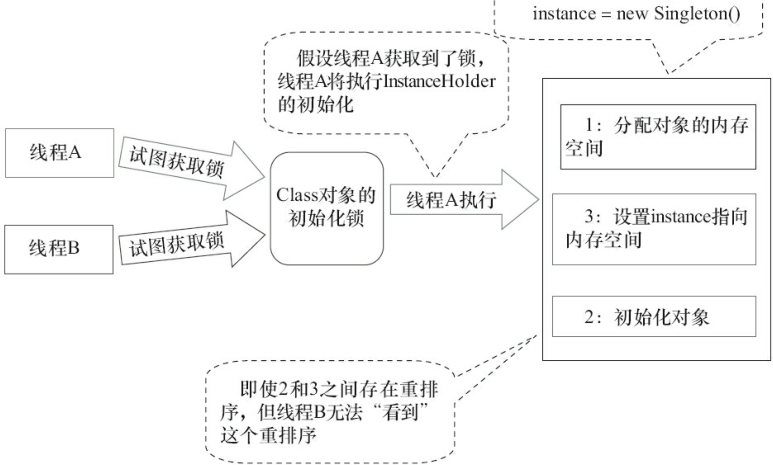 instance = new Singleton()
假设线程A获取到了锁，
线程A将执行InstanceHolder
的初始化
线程A
试图获取锁
线程B
试图获取锁
Class对象的
初始化锁
线程A执行
1：分配对象的内存
空间
3：设置instance指向
内存空间
2：初始化对象
即使2和3之间存在重排
序，但线程B无法“看到”
这个重排序